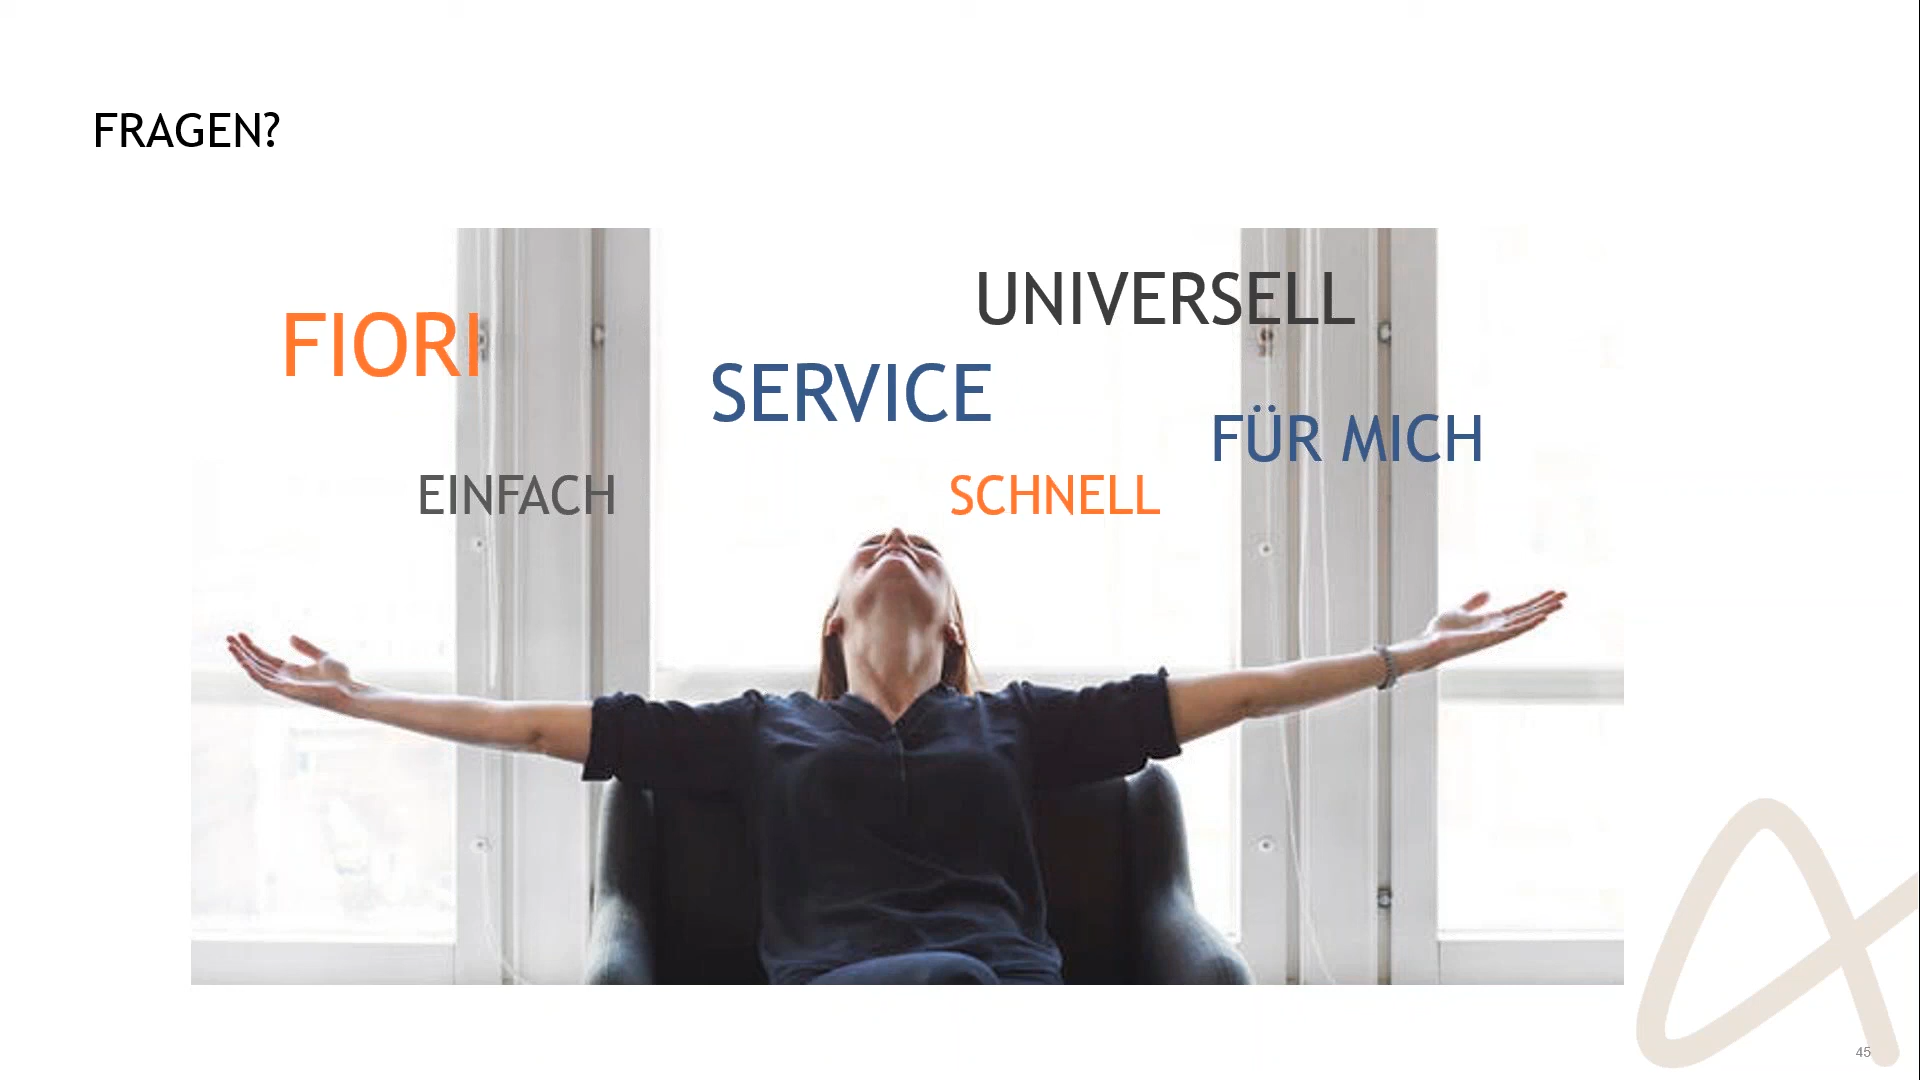 FRAGEN?
UNIVERSELL
FIORI
SERVICE
FÜR MICH
EINFACH
SCHNELL
45